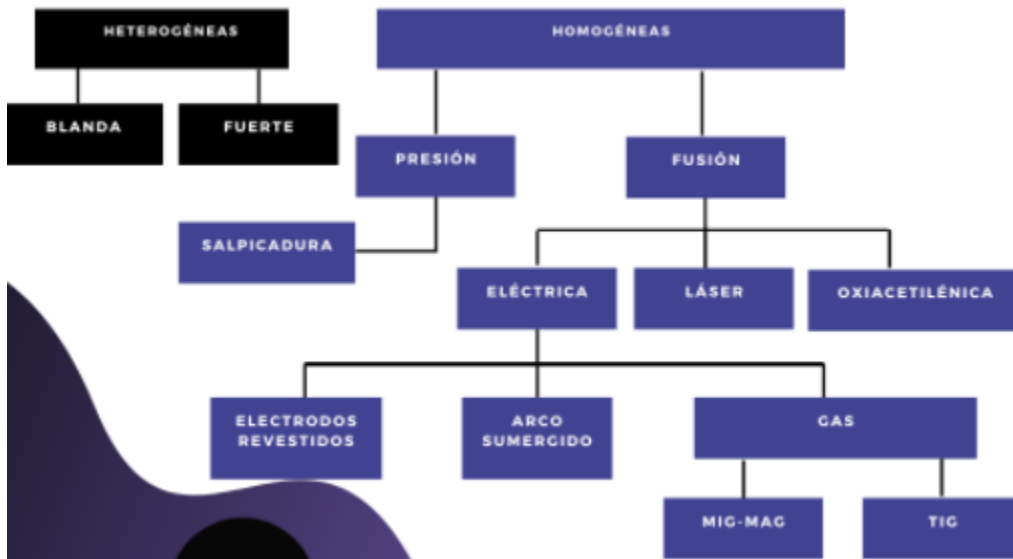 HETEROGÉNEAS
HOMOGÉNEAS
BLANDA
FUERTE
PRESIÓN
FUSIÓN
SALPICADURA
ELÉCTRICA
LÁSER
OXIACETILÉNICA
ELECTRODOS
REVESTIDOS
ARCO
SUMERGIDO
GAS
MIG-MAG
TIG